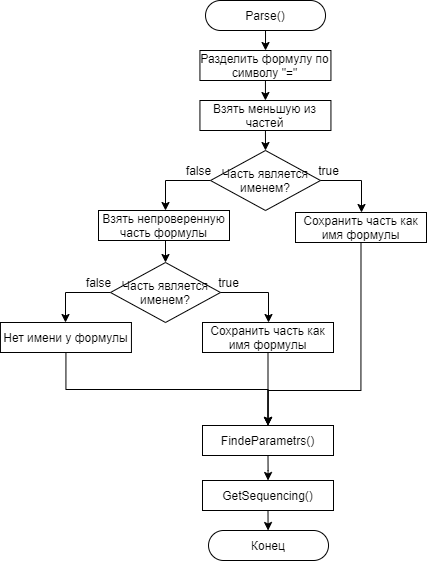 Parse()
Разделить формулу по
символу "="
Взять меньшую из
частей
false
Часть является
именем?
true
Взять непроверенную
часть формулы
Сохранить часть как
имя формулы
false
Часть является
именем?
true
Нет имени у формулы
Сохранить часть как
имя формулы
FindeParametrs()
GetSequencing()
Конец